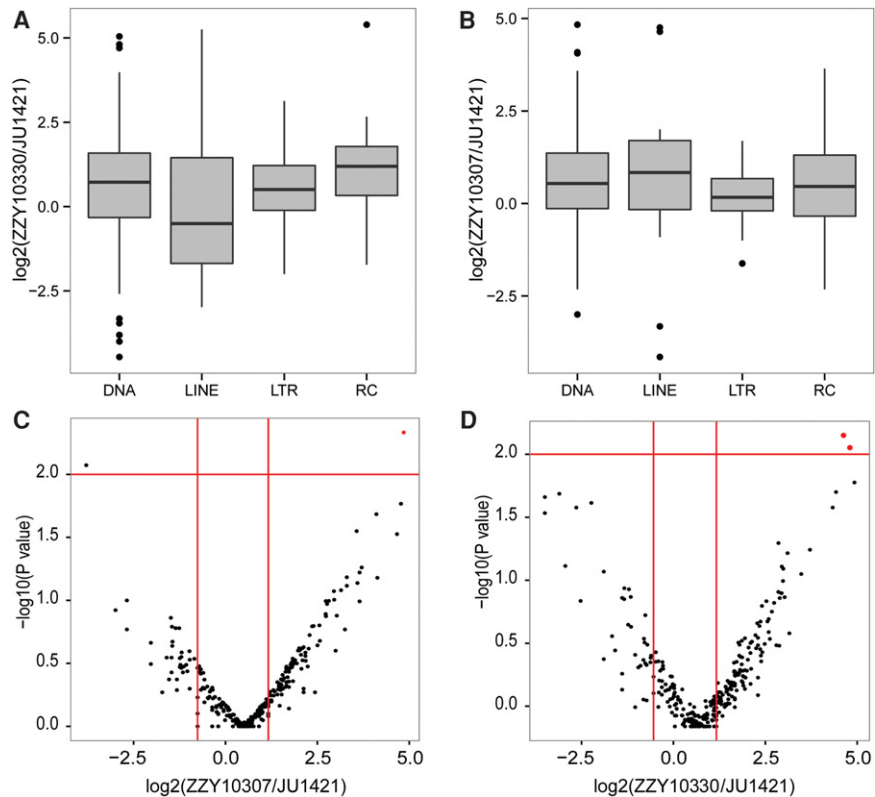 A
log2(ZZY10330/JU1421)
5.0
2.5
0.0
−2.5
DNA LINE LTR RC
B
log2(ZZY10307/JU1421)
5.0
2.5
0.0
−2.5
DNA LINE LTR RC
C
−log10(P value)
2.0
1.5
1.0
0.5
0.0
−2.5 0.0 2.5 5.0
log2(ZZY10307/JU1421)
D
−log10(P value)
2.0
1.5
1.0
0.5
0.0
−2.5 0.0 2.5 5.0
log2(ZZY10330/JU1421)